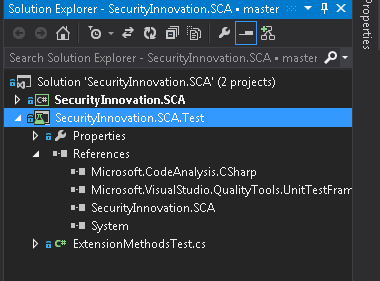 Solution Explorer - SecurityInnovation.SCA • master
Search Solution Explorer - SecurityInnovation.SCA • master
Solution 'SecurityInnovation.SCA' (2 projects)
C# SecurityInnovation.SCA
SecurityInnovation.SCA.Test
Properties
References
Microsoft.CodeAnalysis.CSharp
Microsoft.VisualStudio.QualityTools.UnitTestFram
SecurityInnovation.SCA
System
C# ExtensionMethodsTest.cs
Properties